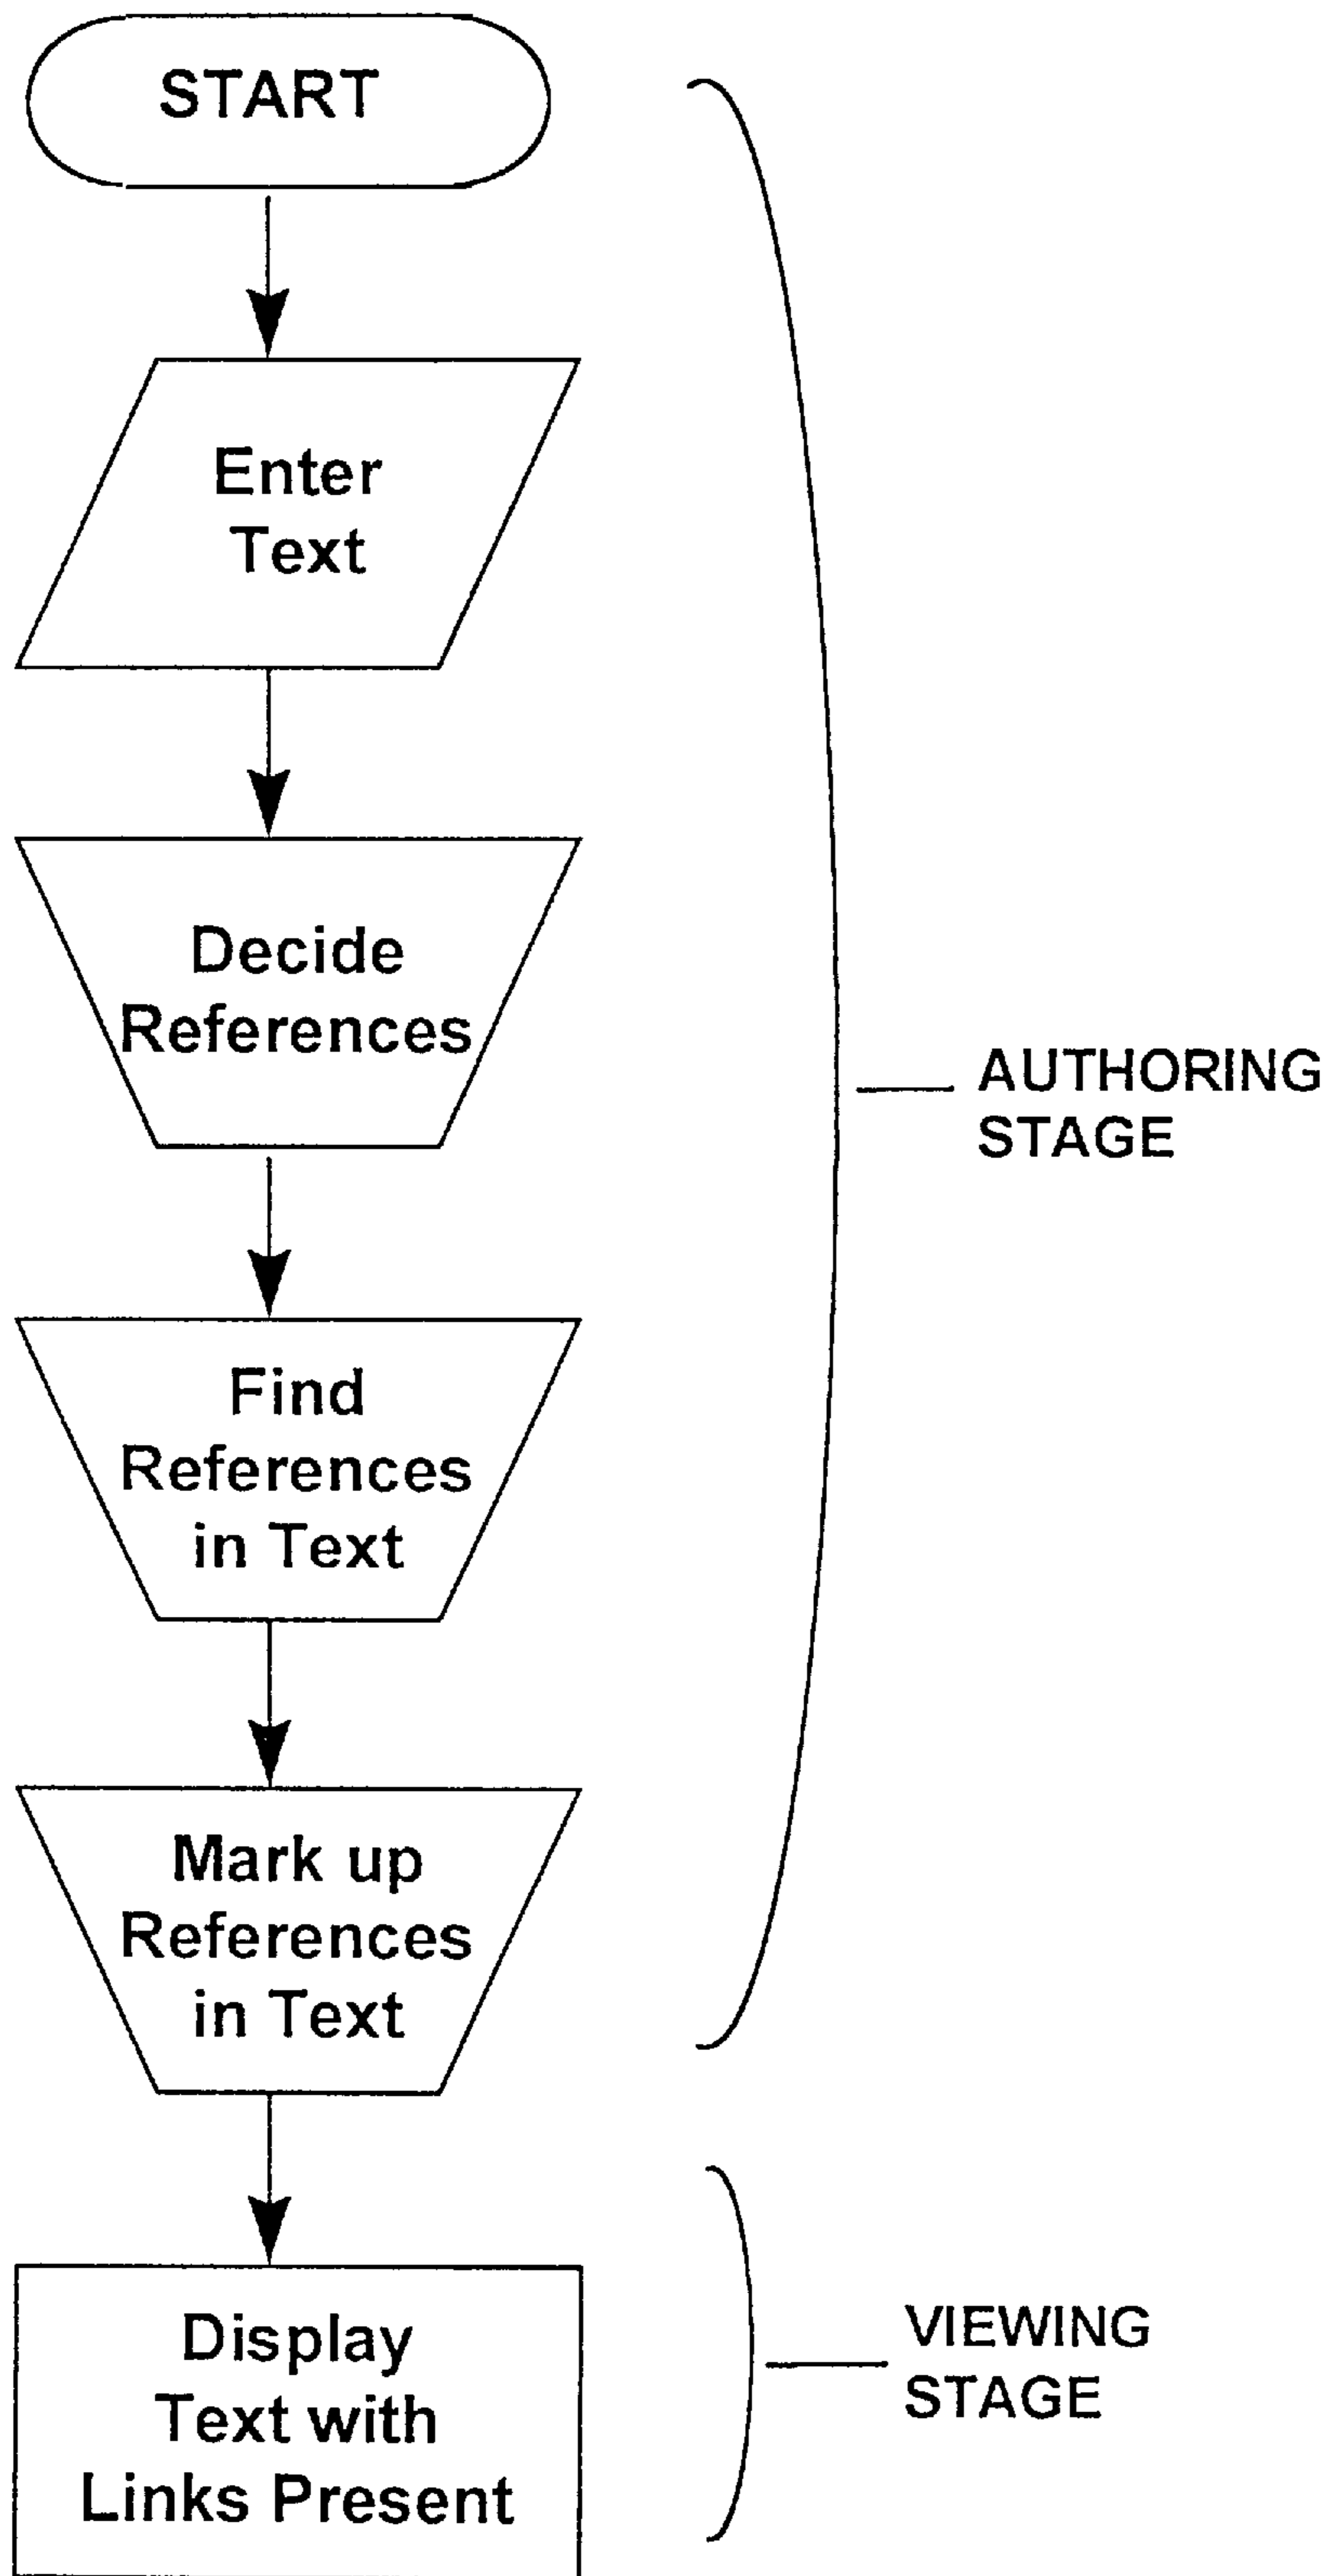 START
Enter
Text
Decide
References
AUTHORING
STAGE
Find
References
in Text
Mark up
References
in Text
Display
Text with
Links Present
VIEWING
STAGE